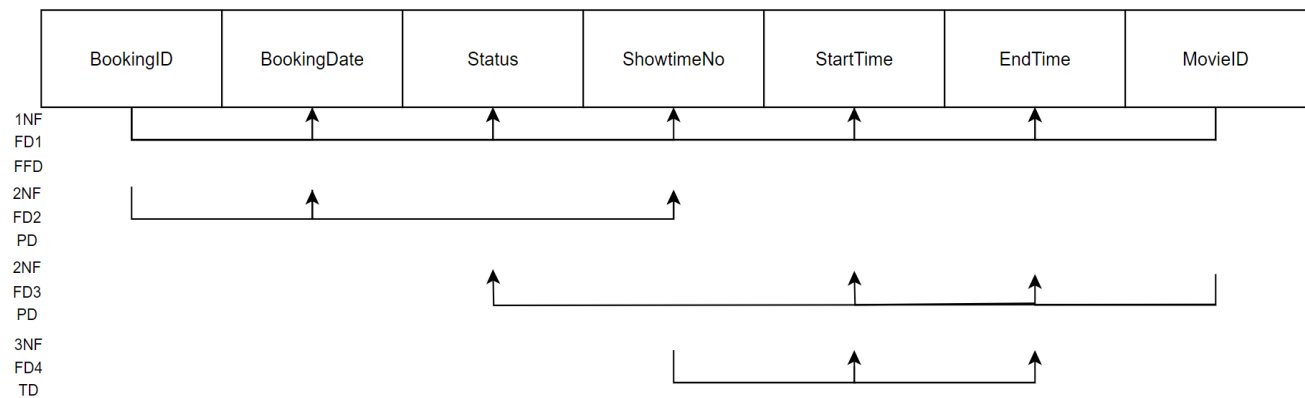 BookingID BookingDate Status ShowtimeNo StartTime EndTime MovieID
1NF
FD1
FFD
2NF
FD2
PD
2NF
FD3
PD
3NF
FD4
TD